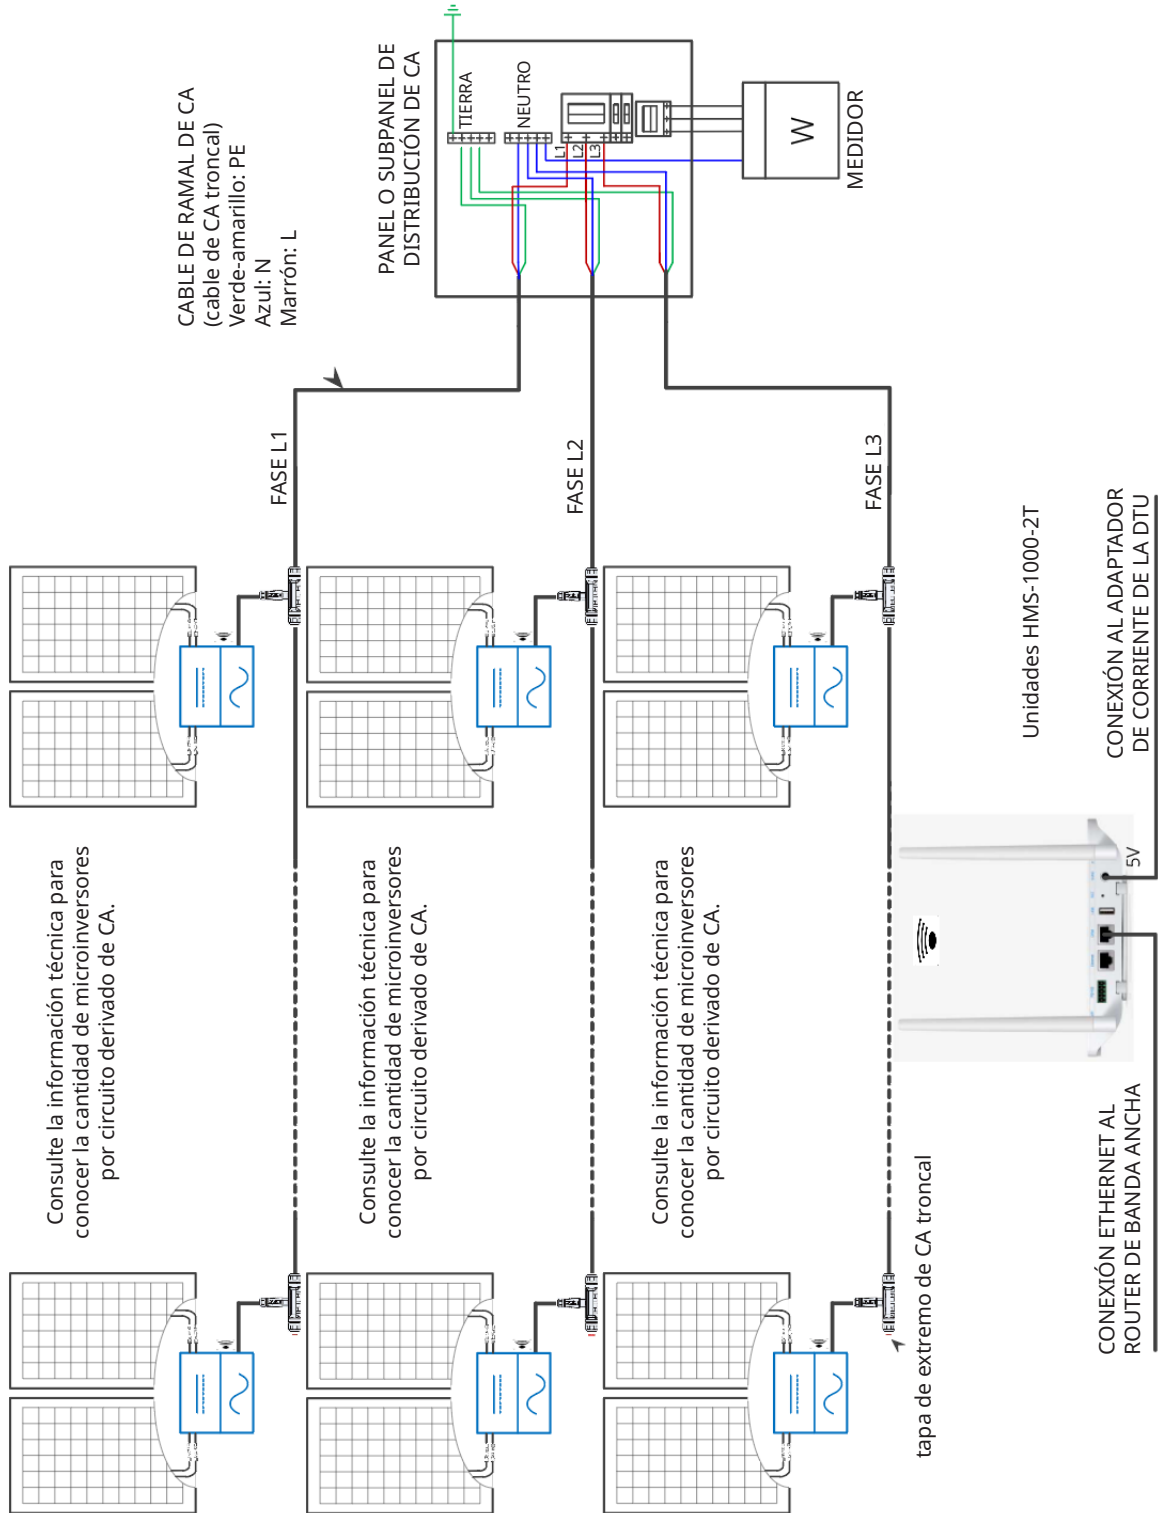 CABLE DE RAMAL DE CA
(cable de CA troncal)
Verde-amarillo: PE
Azul: N
Marrón: L
PANEL O SUBPANEL DE
DISTRIBUCIÓN DE CA
TIERRA
NEUTRO
L1
L2
L3
W
MEDIDOR
FASE L1
FASE L2
FASE L3
Consulte la información técnica para
conocer la cantidad de microinversores
por circuito derivado de CA.
Consulte la información técnica para
conocer la cantidad de microinversores
por circuito derivado de CA.
Consulte la información técnica para
conocer la cantidad de microinversores
por circuito derivado de CA.
Unidades HMS-1000-2T
CONEXIÓN AL ADAPTADOR
DE CORRIENTE DE LA DTU
5V
CONEXIÓN ETHERNET AL
ROUTER DE BANDA ANCHA
tapa de extremo de CA troncal